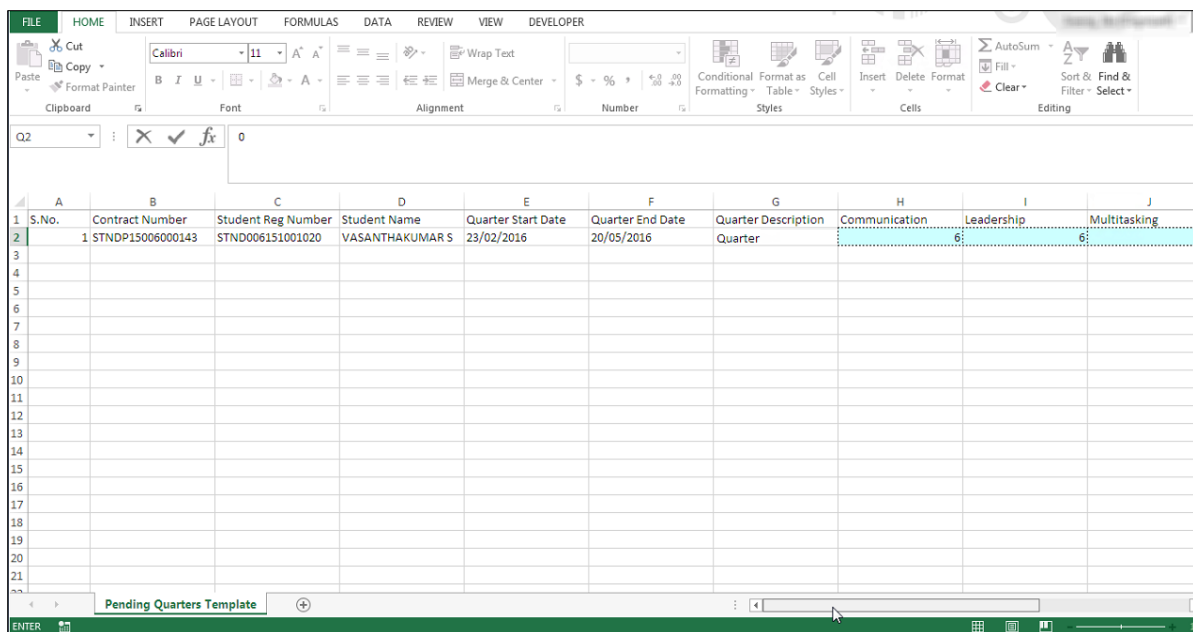 FILE HOME INSERT PAGE LAYOUT FORMULAS DATA REVIEW VIEW DEVELOPER
Cut
Copy
Format Painter
Paste
Clipboard
Calibri 11 A A
B I U A
Font
Wrap Text
Merge & Center
Alignment
$ % , .0 .00 .00 .0
Number
Conditional Formatting
Format as Table
Cell Styles
Styles
Insert Delete Format
Cells
AutoSum
Fill
Clear
Sort & Filter
Find & Select
Editing
Q2 fx 0
A B C D E F G H I J
1 S.No. Contract Number Student Reg Number Student Name Quarter Start Date Quarter End Date Quarter Description Communication Leadership Multitasking
2 1 STNDP15006000143 STND006151001020 VASANTHAKUMAR S 23/02/2016 20/05/2016 Quarter 6 6
3
4
5
6
7
8
9
10
11
12
13
14
15
16
17
18
19
20
21
Pending Quarters Template
ENTER